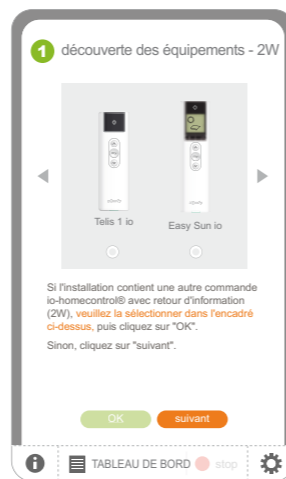 1 découverte des équipements - 2W
Telis 1 io
Easy Sun io
Si l'installation contient une autre commande
io-homecontrol® avec retour d'information
(2W), veuillez la sélectionner dans l'encadré
ci-dessus, puis cliquez sur "OK".
Sinon, cliquez sur "suivant".
OK
suivant
TABLEAU DE BORD
stop